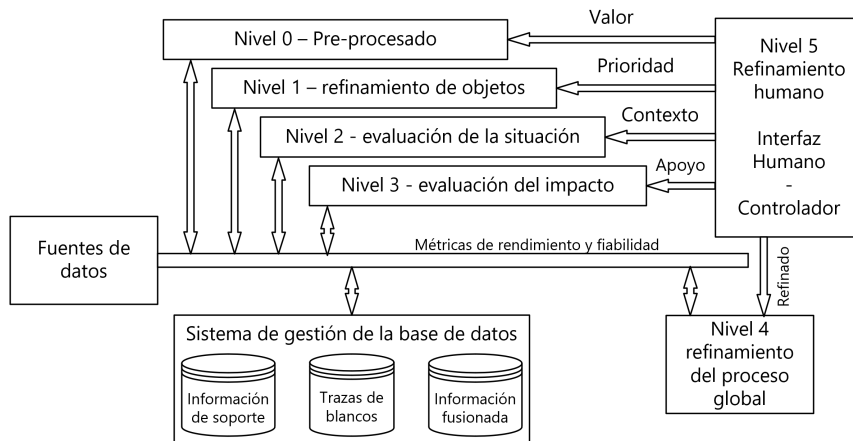 Valor
Nivel 0 – Pre-procesado
Nivel 5
Refinamiento
humano
Interfaz
Humano
-
Controlador
Prioridad
Nivel 1 – refinamiento de objetos
Contexto
Nivel 2 - evaluación de la situación
Apoyo
Nivel 3 - evaluación del impacto
Fuentes de
datos
Métricas de rendimiento y fiabilidad
Refinado
Sistema de gestión de la base de datos
Información
de soporte
Trazas de
blancos
Información
fusionada
Nivel 4
refinamiento
del proceso
global